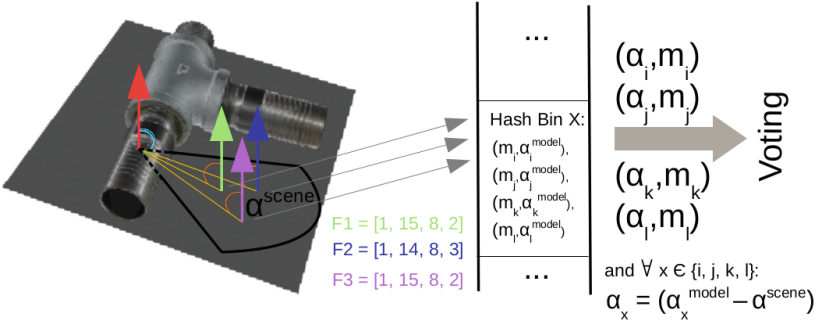 α^scene
F1 = [1, 15, 8, 2]
F2 = [1, 14, 8, 3]
F3 = [1, 15, 8, 2]
...
Hash Bin X:
(m_i,α_i^model),
(m_j,α_j^model),
(m_k,α_k^model),
(m_l,α_l^model)
...
(α_i,m_i)
(α_j,m_j)
(α_k,m_k)
(α_l,m_l)
and ∀ x Є {i, j, k, l}:
α_x = (α_x^model – α^scene)
Voting